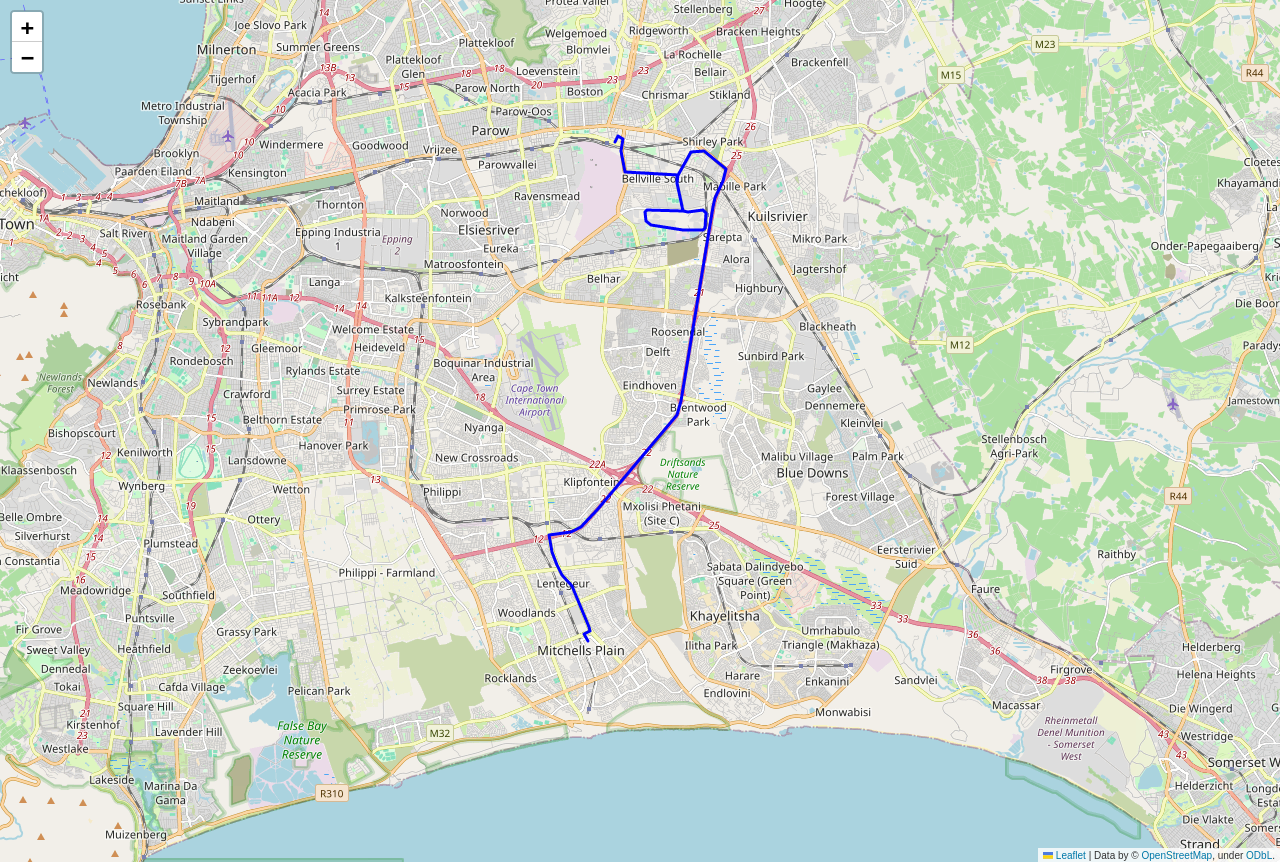 Sunset Links
Protea Valley
Stellenberg
Hoogte
Joe Slovo Park
Welgemoed
Ridgeworth
Bracken Heights
Milnerton
Summer Greens
Plattekloof
Blomvlei
La Rochelle
M23
Plattekloof Glen
Loevenstein
Bellair
Brackenfell
M15
R44
Tijgerhof
Acacia Park
Parow North
Boston
Chrismar
Stikland
Metro Industrial Township
Parow-Oos
Parow
Shirley Park
Brooklyn
Windermere
Goodwood
Vrijzee
Parowvallei
Paarden Eiland
Kensington
Bellville South
Mabille Park
Khayamandi
Maitland
Thornton
Ravensmead
Norwood
Kuilsrivier
Town
Ndabeni
Salt River
Maitland Garden Village
Epping Industria 1
Epping 2
Elsiesriver
Eureka
Sarepta
Mikro Park
Onder-Papegaaiberg
Matroosfontein
Alora
Jagtershof
Langa
Belhar
Highbury
Rosebank
Kalksteenfontein
Sybrandpark
Welcome Estate
Roosendal
Blackheath
M12
Gleemoor
Heideveld
Delft
Sunbird Park
Rondebosch
Rylands Estate
Boquinar Industrial Area
Newlands Forest
Newlands
Surrey Estate
Cape Town International Airport
Eindhoven
Gaylee
Crawford
Primrose Park
Brentwood Park
Dennemere
Jamestown
Belthorn Estate
Kleinvlei
Bishopscourt
Nyanga
Hanover Park
Stellenbosch Agri-Park
Kenilworth
Lansdowne
New Crossroads
Malibu Village
Palm Park
Klaassenbosch
Driftsands Nature Reserve
Blue Downs
Wynberg
Wetton
Philippi
Klipfontein
Forest Village
R44
Belle Ombre
Ottery
Mxolisi Phetani (Site C)
Silverhurst
Plumstead
Eersterivier Suid
Raithby
Constantia
Philippi - Farmland
Lentegeur
Sabata Dalindyebo Square (Green Point)
Meadowridge
Southfield
Faure
Puntsville
Woodlands
Khayelitsha
Fir Grove
Grassy Park
Umrhabulo Triangle (Makhaza)
Sweet Valley
Heathfield
Mitchells Plain
Ilitha Park
Helderberg
Dennedal
Zeekoevlei
Rocklands
Harare
Enkanini
Sandvlei
Firgrove
Helena Heights
Tokai
Cafda Village
Pelican Park
Endlovini
Square Hill
Macassar
Die Wingerd
Kirstenhof
Lavender Hill
False Bay Nature Reserve
M32
Monwabisi
Rheinmetall Denel Munition - Somerset West
Westridge
Westlake
Lakeside
Marina Da Gama
R310
Helderzicht
Muizenberg
Die Vlakte
Strand
Leaflet | Data by © OpenStreetMap, under ODbL.